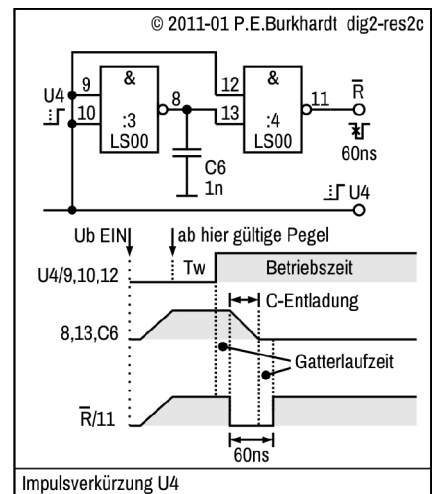 © 2011-01 P.E.Burkhardt dig2-res2c
U4
9
10
&
:3
LS00
8
12
13
&
:4
LS00
11
R
60ns
C6
1n
U4
Ub EIN
ab hier gültige Pegel
U4/9,10,12
Tw
Betriebszeit
C-Entladung
8,13,C6
Gatterlaufzeit
R/11
60ns
Impulsverkürzung U4